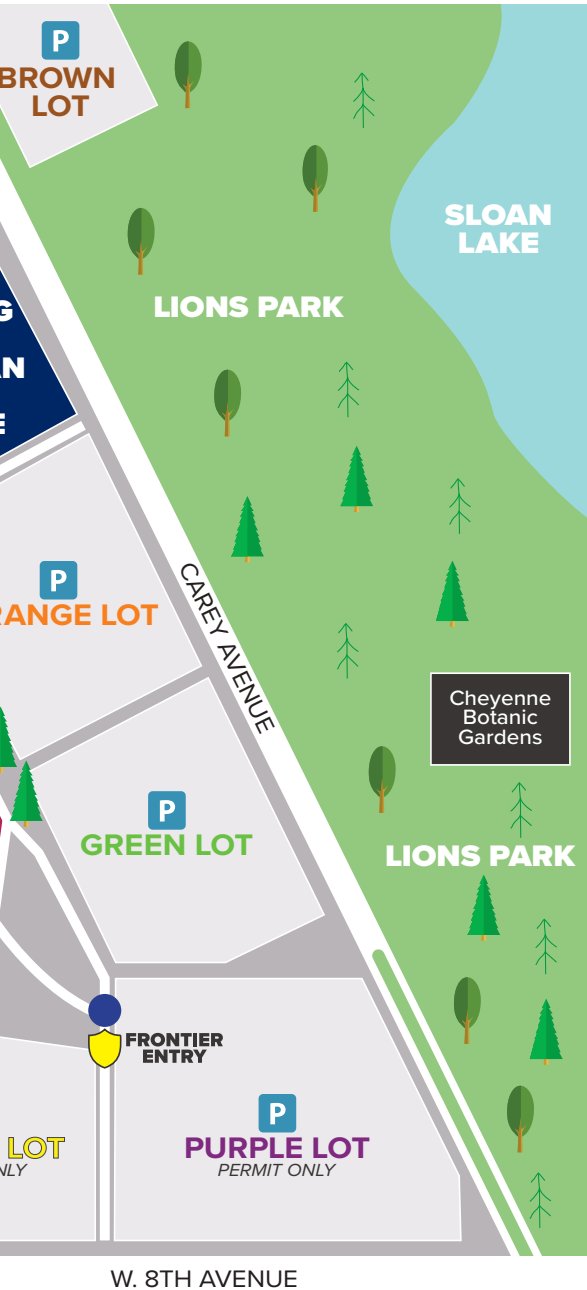 P
BROWN
LOT
SLOAN
LAKE
LIONS PARK
P
LOT
CAREY AVENUE
Cheyenne
Botanic
Gardens
P
GREEN LOT
LIONS PARK
FRONTIER
ENTRY
P
PURPLE LOT
PERMIT ONLY
LOT
W. 8TH AVENUE